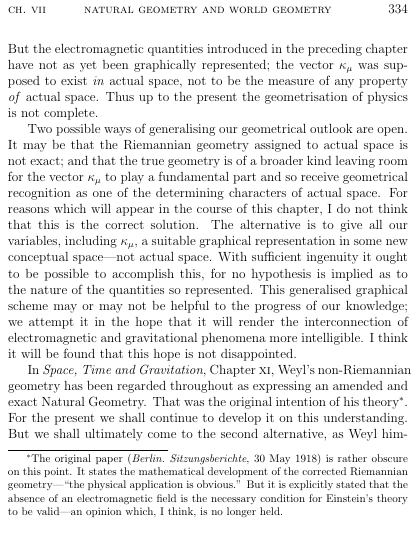 CH. VII NATURAL GEOMETRY AND WORLD GEOMETRY 334
But the electromagnetic quantities introduced in the preceding chapter
have not as yet been graphically represented; the vector κμ was sup-
posed to exist in actual space, not to be the measure of any property
of actual space. Thus up to the present the geometrisation of physics
is not complete.
Two possible ways of generalising our geometrical outlook are open.
It may be that the Riemannian geometry assigned to actual space is
not exact; and that the true geometry is of a broader kind leaving room
for the vector κμ to play a fundamental part and so receive geometrical
recognition as one of the determining characters of actual space. For
reasons which will appear in the course of this chapter, I do not think
that this is the correct solution. The alternative is to give all our
variables, including κμ, a suitable graphical representation in some new
conceptual space—not actual space. With sufficient ingenuity it ought
to be possible to accomplish this, for no hypothesis is implied as to
the nature of the quantities so represented. This generalised graphical
scheme may or may not be helpful to the progress of our knowledge;
we attempt it in the hope that it will render the interconnection of
electromagnetic and gravitational phenomena more intelligible. I think
it will be found that this hope is not disappointed.
In Space, Time and Gravitation, Chapter XI, Weyl's non-Riemannian
geometry has been regarded throughout as expressing an amended and
exact Natural Geometry. That was the original intention of his theory*.
For the present we shall continue to develop it on this understanding.
But we shall ultimately come to the second alternative, as Weyl him-
*The original paper (Berlin. Sitzungsberichte, 30 May 1918) is rather obscure
on this point. It states the mathematical development of the corrected Riemannian
geometry—“the physical application is obvious.” But it is explicitly stated that the
absence of an electromagnetic field is the necessary condition for Einstein's theory
to be valid—an opinion which, I think, is no longer held.